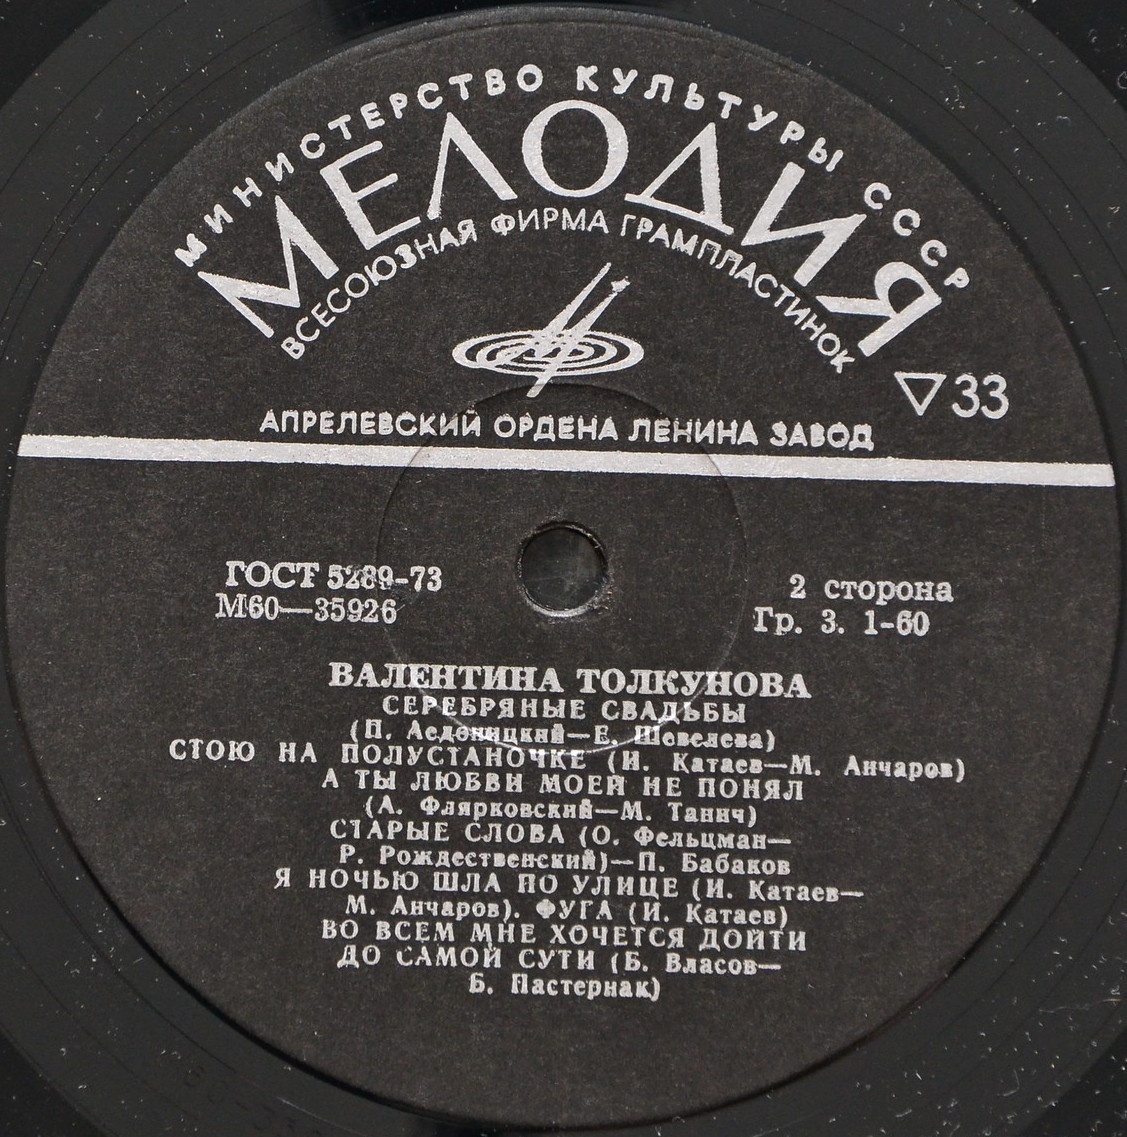 МИНИСТЕРСТВО КУЛЬТУРЫ СССР
МЕЛОДИЯ
ВСЕСОЮЗНАЯ ФИРМА ГРАМПЛАСТИНОК
▽33
АПРЕЛЕВСКИЙ ОРДЕНА ЛЕНИНА ЗАВОД
ГОСТ 5289-73
М60—35926
2 сторона
Гр. 3. 1-60
ВАЛЕНТИНА ТОЛКУНОВА
СЕРЕБРЯНЫЕ СВАДЬБЫ
(П. Аедоницкий—Е. Шевелева)
СТОЮ НА ПОЛУСТАНОЧКЕ (И. Катаев—М. Анчаров)
А ТЫ ЛЮБВИ МОЕЙ НЕ ПОНЯЛ
(А. Флярковский—М. Танич)
СТАРЫЕ СЛОВА (О. Фельцман—
Р. Рождественский)—П. Бабаков
Я НОЧЬЮ ШЛА ПО УЛИЦЕ (И. Катаев—
М. Анчаров). ФУГА (И. Катаев)
ВО ВСЕМ МНЕ ХОЧЕТСЯ ДОЙТИ
ДО САМОЙ СУТИ (Б. Власов—
Б. Пастернак)